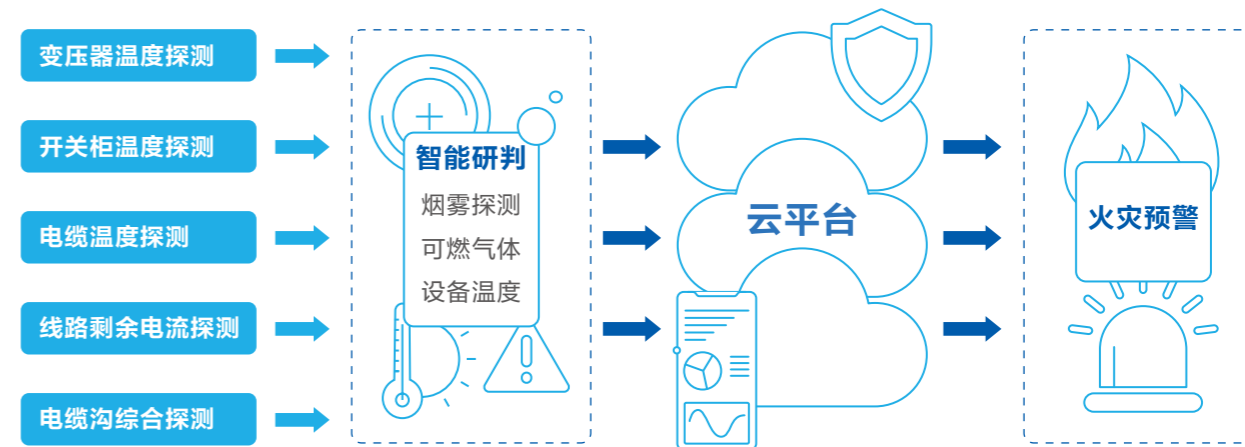 变压器温度探测
开关柜温度探测
电缆温度探测
线路剩余电流探测
电缆沟综合探测
智能研判
烟雾探测
可燃气体
设备温度
云平台
火灾预警